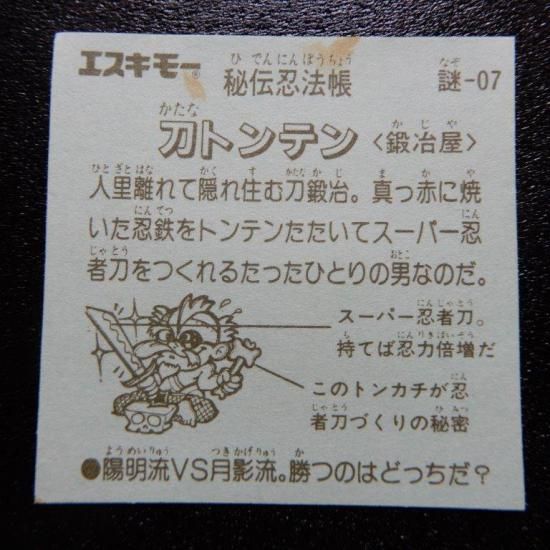 エスキモー® 秘伝忍法帳 謎-07
刀トンテン〈鍛冶屋〉
人里離れて隠れ住む刀鍛冶。真っ赤に焼
いた忍鉄をトンテンたたいてスーパー忍
者刀をつくれるたったひとりの男なのだ。
スーパー忍者刀。
持てば忍力倍増だ
このトンカチが忍
者刀づくりの秘密
●陽明流VS月影流。勝つのはどっちだ?